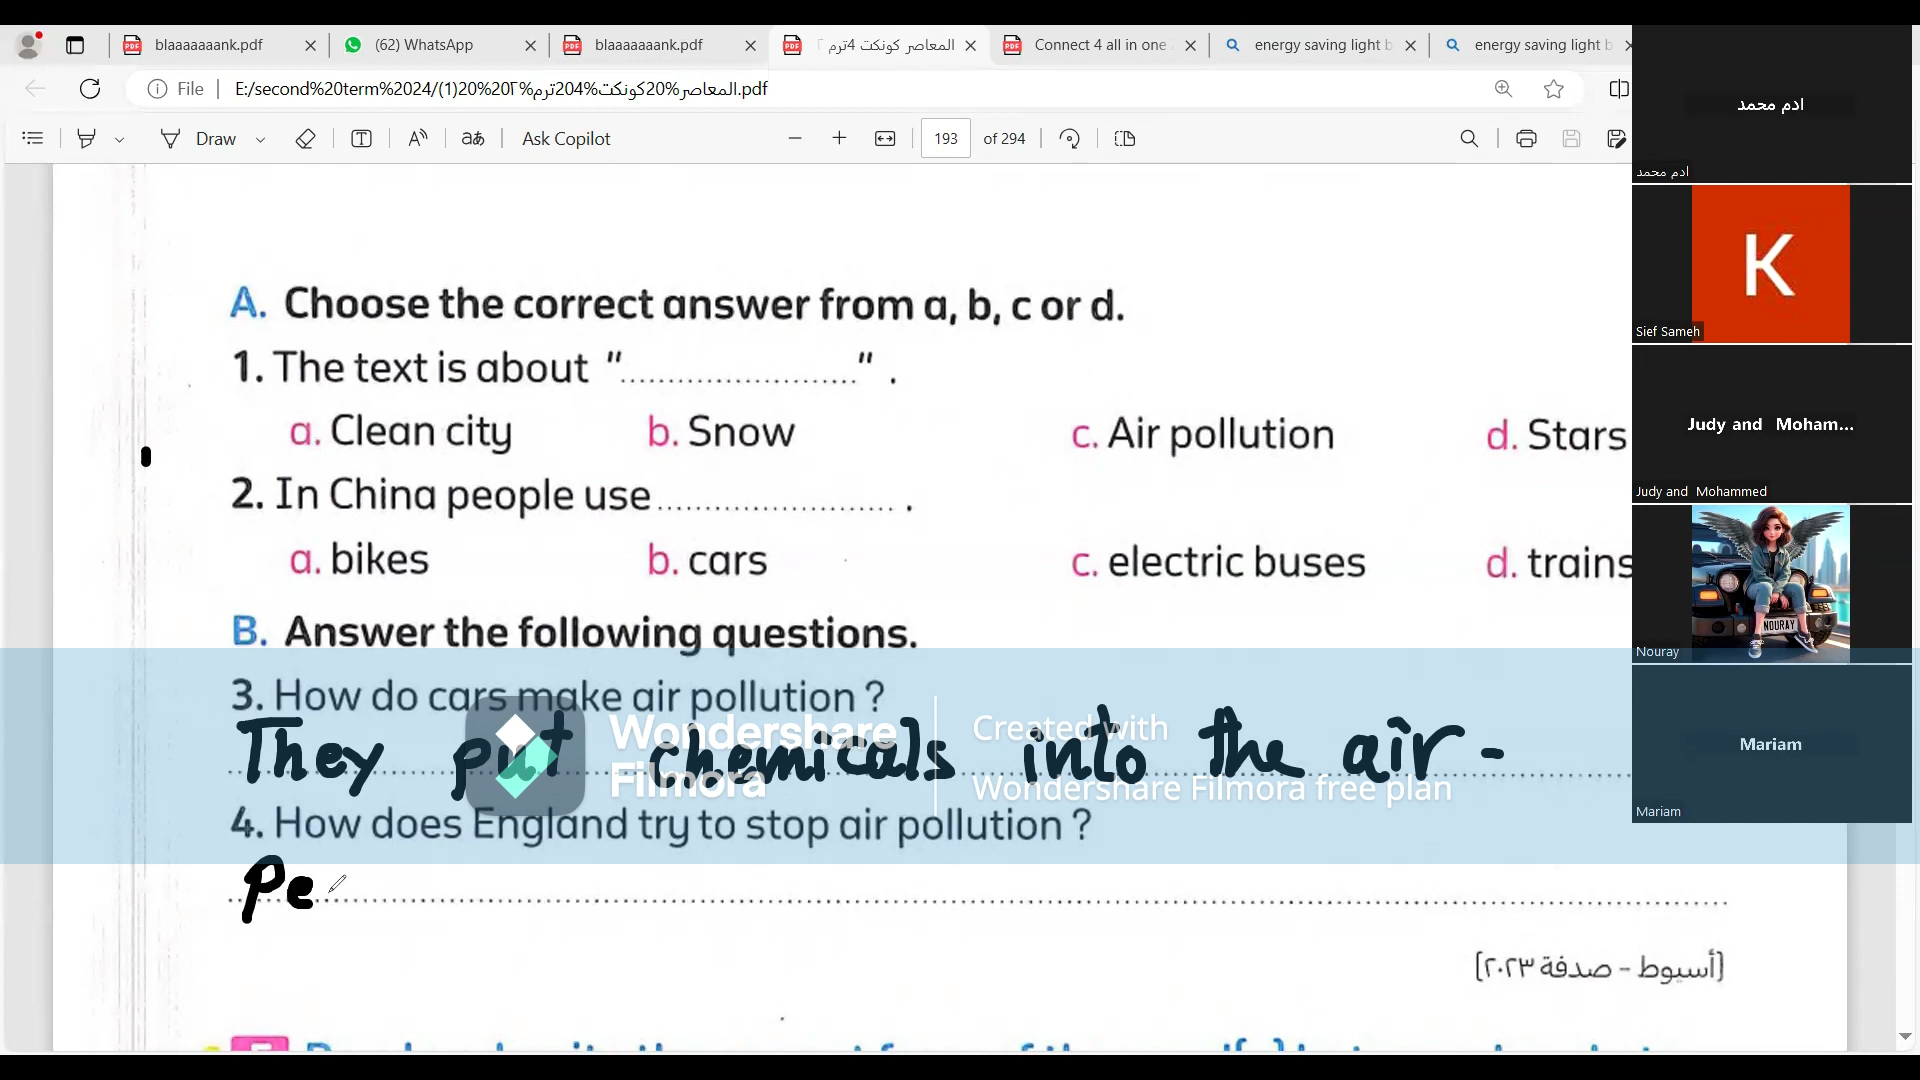 blaaaaaaank.pdf
(62) WhatsApp
blaaaaaaank.pdf
المعاصر كونكت 4ترم ٢
Connect 4 all in one
energy saving light b
energy saving light b
File
E:/second%20term%2024/(1)%20المعاصر%20كونكت%204ترم%20٢.pdf
Draw
Ask Copilot
193
of 294
A. Choose the correct answer from a, b, c or d.
1. The text is about "........................" .
a. Clean city b. Snow c. Air pollution d. Stars
2. In China people use ........................ .
a. bikes b. cars c. electric buses d. trains
B. Answer the following questions.
3. How do cars make air pollution ?
They put chemicals into the air -
4. How does England try to stop air pollution ?
Pe
[أسيوط - صدفة ٢٠٢٣]
Wondershare
Filmora
Created with
Wondershare Filmora free plan
ادم محمد
ادم محمد
K
Sief Sameh
Judy and Moham...
Judy and Mohammed
NOURAY
Nouray
Mariam
Mariam